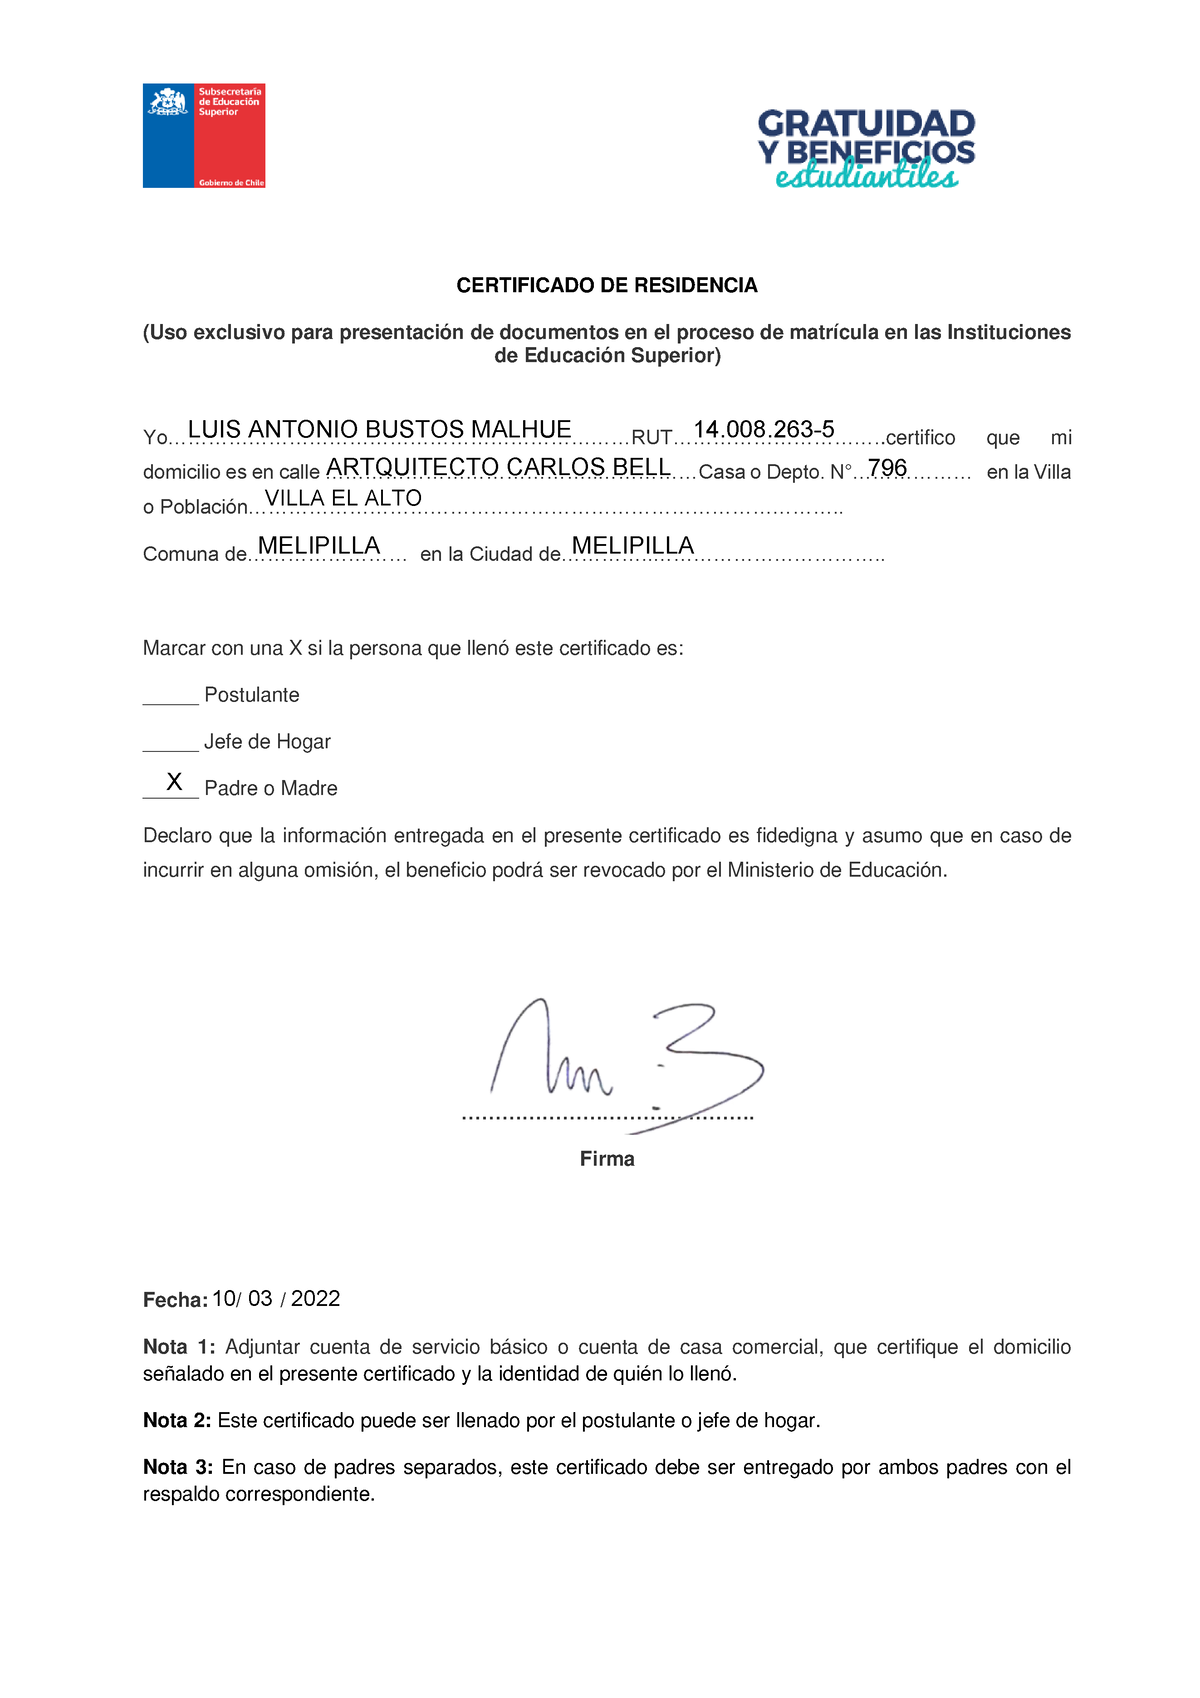 Subsecretaría
de Educación
Superior
Gobierno de Chile
GRATUIDAD
Y BENEFICIOS
estudiantiles
CERTIFICADO DE RESIDENCIA
(Uso exclusivo para presentación de documentos en el proceso de matrícula en las Instituciones
de Educación Superior)
Yo…LUIS ANTONIO BUSTOS MALHUE………RUT…14.008.263-5……..certifico que mi
domicilio es en calle ARTQUITECTO CARLOS BELL….Casa o Depto. N°…796………… en la Villa
o Población…VILLA EL ALTO………………………………………………………..
Comuna de…MELIPILLA…… en la Ciudad de…MELIPILLA………………………..
Marcar con una X si la persona que llenó este certificado es:
_____ Postulante
_____ Jefe de Hogar
__X__ Padre o Madre
Declaro que la información entregada en el presente certificado es fidedigna y asumo que en caso de
incurrir en alguna omisión, el beneficio podrá ser revocado por el Ministerio de Educación.
Firma
Fecha: 10/ 03 / 2022
Nota 1: Adjuntar cuenta de servicio básico o cuenta de casa comercial, que certifique el domicilio
señalado en el presente certificado y la identidad de quién lo llenó.
Nota 2: Este certificado puede ser llenado por el postulante o jefe de hogar.
Nota 3: En caso de padres separados, este certificado debe ser entregado por ambos padres con el
respaldo correspondiente.